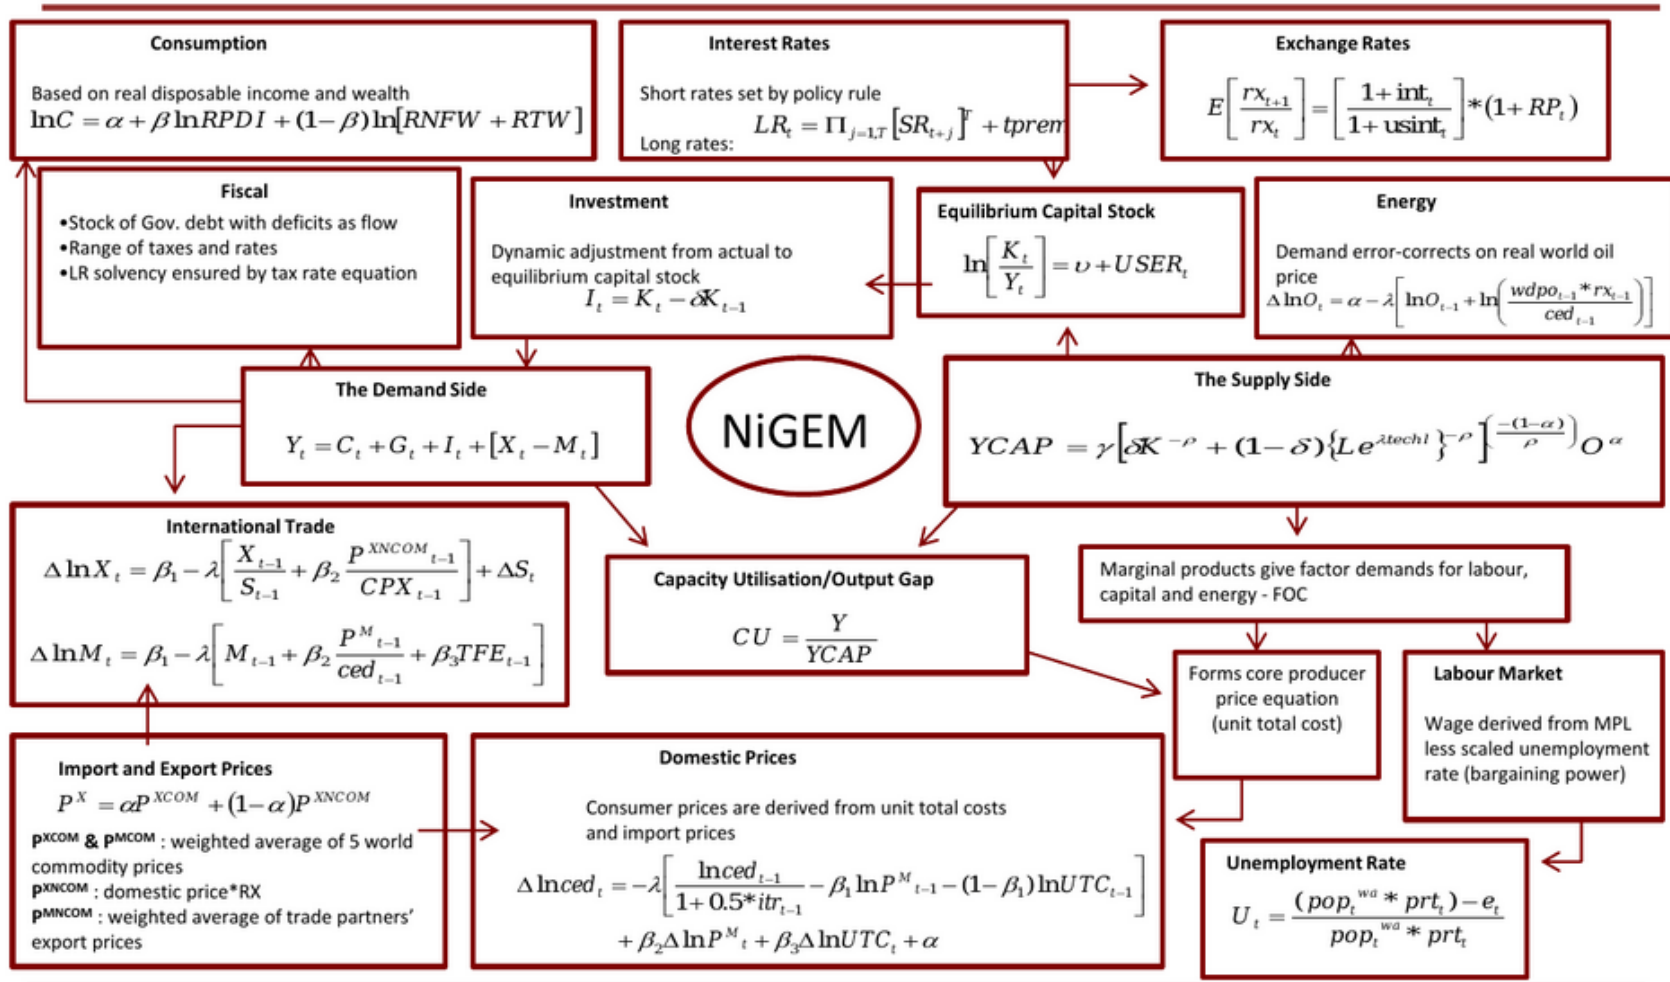 Consumption
Based on real disposable income and wealth
lnC = α + β lnRPDI + (1−β) ln[RNFW + RTW]
Interest Rates
Short rates set by policy rule
LR_t = Π_{j=1,T} [SR_{t+j}]^T + tprem
Long rates:
Exchange Rates
E[rx_{t+1} / rx_t] = [(1+int_t) / (1+usint_t)] * (1+RP_t)
Fiscal
•Stock of Gov. debt with deficits as flow
•Range of taxes and rates
•LR solvency ensured by tax rate equation
Investment
Dynamic adjustment from actual to
equilibrium capital stock
I_t = K_t − δK_{t−1}
Equilibrium Capital Stock
ln[K_t / Y_t] = υ + USER_t
Energy
Demand error-corrects on real world oil
price
Δ lnO_t = α − λ[lnO_{t−1} + ln(wdpo_{t−1} * rx_{t−1} / ced_{t−1})]
The Demand Side
Y_t = C_t + G_t + I_t + [X_t − M_t]
NiGEM
The Supply Side
YCAP = γ[δK^{−ρ} + (1−δ){Le^{λtechl}}^{−ρ}]^{(−(1−α)/ρ)} O^α
International Trade
Δ lnX_t = β_1 − λ[X_{t−1} / S_{t−1} + β_2 P^{XNCOM}_{t−1} / CPX_{t−1}] + ΔS_t
Δ lnM_t = β_1 − λ[M_{t−1} + β_2 P^M_{t−1} / ced_{t−1} + β_3 TFE_{t−1}]
Capacity Utilisation/Output Gap
CU = Y / YCAP
Marginal products give factor demands for labour,
capital and energy - FOC
Forms core producer
price equation
(unit total cost)
Labour Market
Wage derived from MPL
less scaled unemployment
rate (bargaining power)
Import and Export Prices
P^X = αP^{XCOM} + (1−α)P^{XNCOM}
P^{XCOM} & P^{MCOM} : weighted average of 5 world
commodity prices
P^{XNCOM} : domestic price*RX
P^{MNCOM} : weighted average of trade partners'
export prices
Domestic Prices
Consumer prices are derived from unit total costs
and import prices
Δ lnced_t = −λ[lnced_{t−1} / (1+0.5*itr_{t−1}) − β_1 lnP^M_{t−1} − (1−β_1) lnUTC_{t−1}]
+ β_2 Δ lnP^M_t + β_3 Δ lnUTC_t + α
Unemployment Rate
U_t = ((pop_t^{wa} * prt_t) − e_t) / (pop_t^{wa} * prt_t)